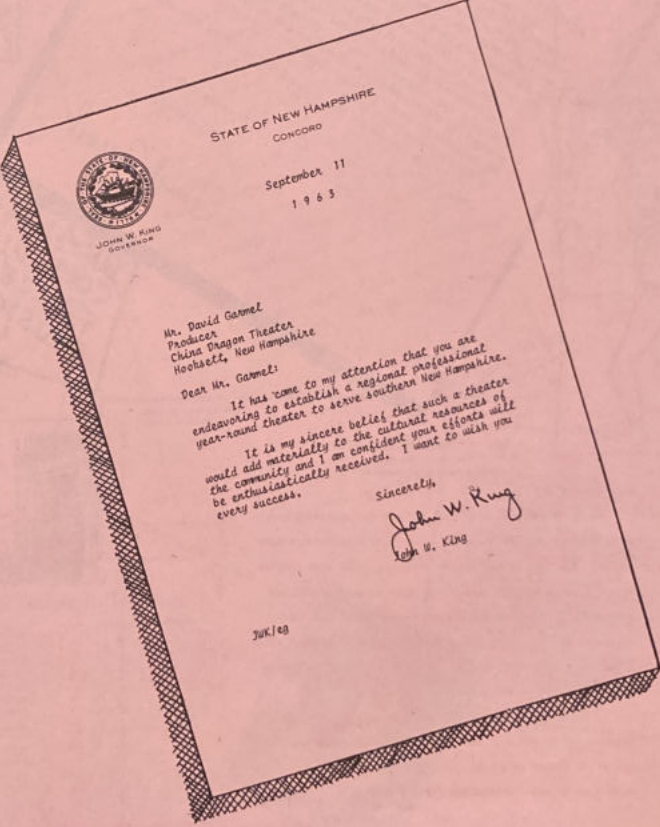 STATE OF NEW HAMPSHIRE
CONCORD
September 11
1963
JOHN W. KING
GOVERNOR
Mr. David Garmel
Producer
China Dragon Theater
Hooksett, New Hampshire
Dear Mr. Garmel:
It has come to my attention that you are
endeavoring to establish a regional professional
year-round theater to serve southern New Hampshire.
It is my sincere belief that such a theater
would add materially to the cultural resources of
the community and I am confident your efforts will
be enthusiastically received. I want to wish you
every success.
Sincerely,
John W. King
John W. King
JWK/eg